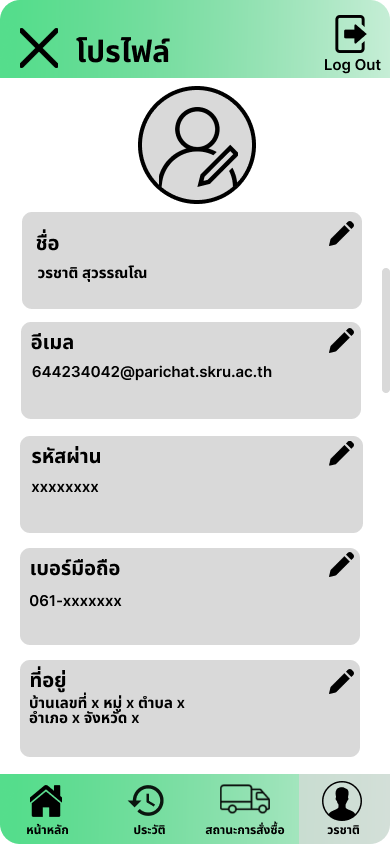 โปรไฟล์
Log Out
ชื่อ
วรชาติ สุวรรณโณ
อีเมล
644234042@parichat.skru.ac.th
รหัสผ่าน
xxxxxxxx
เบอร์มือถือ
061-xxxxxxx
ที่อยู่
บ้านเลขที่ x หมู่ x ตำบล x
อำเภอ x จังหวัด x
หน้าหลัก
ประวัติ
สถานะการสั่งซื้อ
วรชาติ